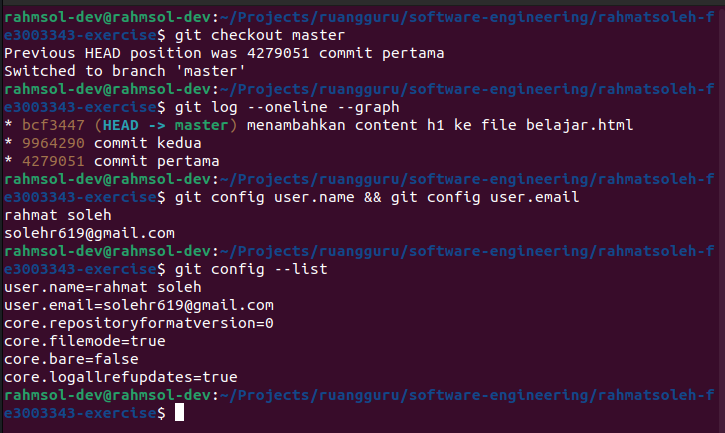 rahmsol-dev@rahmsol-dev:~/Projects/ruangguru/software-engineering/rahmatsoleh-f
e3003343-exercise$ git checkout master
Previous HEAD position was 4279051 commit pertama
Switched to branch 'master'
rahmsol-dev@rahmsol-dev:~/Projects/ruangguru/software-engineering/rahmatsoleh-f
e3003343-exercise$ git log --oneline --graph
* bcf3447 (HEAD -> master) menambahkan content h1 ke file belajar.html
* 9964290 commit kedua
* 4279051 commit pertama
rahmsol-dev@rahmsol-dev:~/Projects/ruangguru/software-engineering/rahmatsoleh-f
e3003343-exercise$ git config user.name && git config user.email
rahmat soleh
solehr619@gmail.com
rahmsol-dev@rahmsol-dev:~/Projects/ruangguru/software-engineering/rahmatsoleh-f
e3003343-exercise$ git config --list
user.name=rahmat soleh
user.email=solehr619@gmail.com
core.repositoryformatversion=0
core.filemode=true
core.bare=false
core.logallrefupdates=true
rahmsol-dev@rahmsol-dev:~/Projects/ruangguru/software-engineering/rahmatsoleh-f
e3003343-exercise$